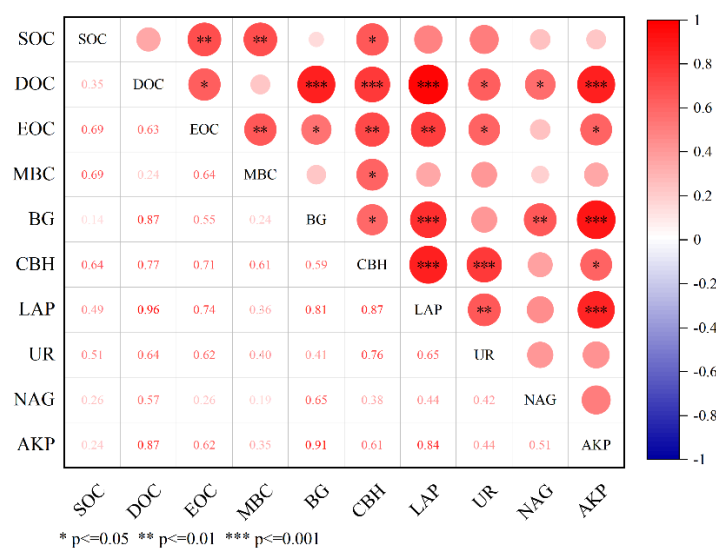 SOC SOC ** ** * 1
DOC 0.35 DOC * *** *** *** * * *** 0.8
EOC 0.69 0.63 EOC ** * ** ** * * 0.6
MBC 0.69 0.24 0.64 MBC * 0.4
BG 0.14 0.87 0.55 0.24 BG * *** ** *** 0.2
0
CBH 0.64 0.77 0.71 0.61 0.59 CBH *** *** * -0.2
LAP 0.49 0.96 0.74 0.36 0.81 0.87 LAP ** *** -0.4
UR 0.51 0.64 0.62 0.40 0.41 0.76 0.65 UR -0.6
NAG 0.26 0.57 0.26 0.19 0.65 0.38 0.44 0.42 NAG -0.8
AKP 0.24 0.87 0.62 0.35 0.91 0.61 0.84 0.44 0.51 AKP -1
SOC DOC EOC MBC BG CBH LAP UR NAG AKP
* p<=0.05 ** p<=0.01 *** p<=0.001